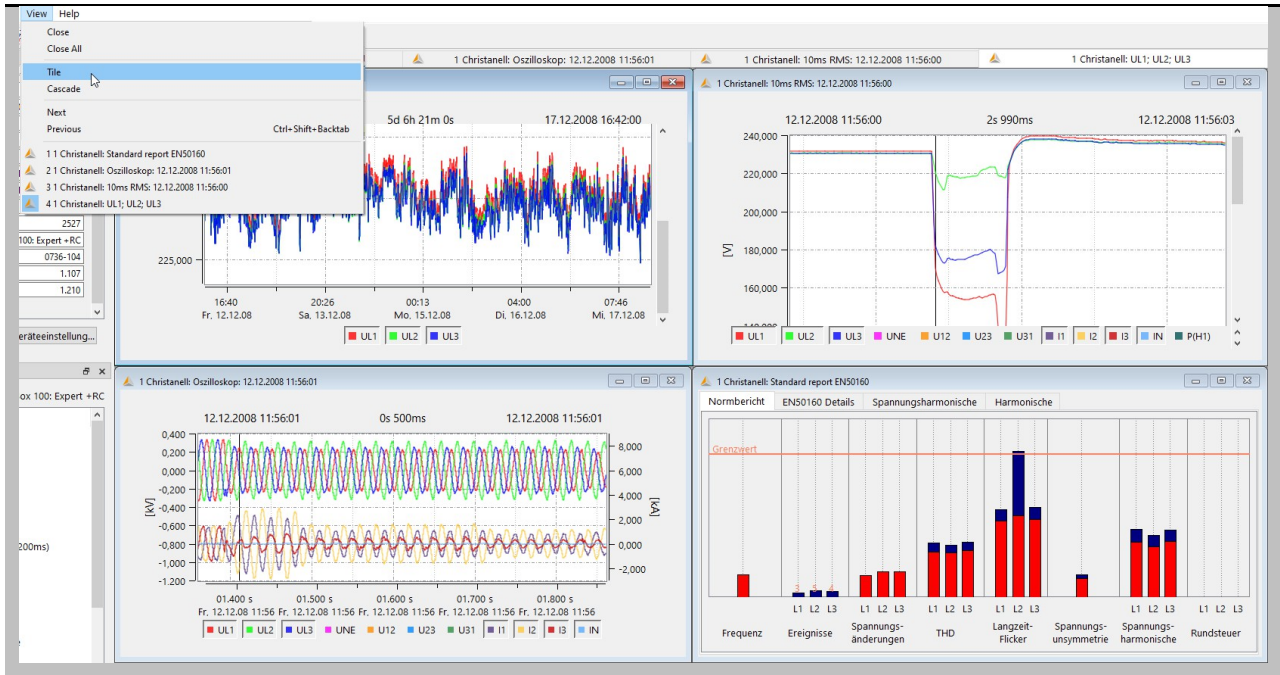 View Help
Close
Close All
Tile
Cascade
Next
Previous Ctrl+Shift+Backtab
1 1 Christanell: Standard report EN50160
2 1 Christanell: Oszilloskop: 12.12.2008 11:56:01
3 1 Christanell: 10ms RMS: 12.12.2008 11:56:00
4 1 Christanell: UL1; UL2; UL3
2527
100: Expert +RC
0736-104
1.107
1.210
eräteeinstellung...
ox 100: Expert +RC
200ms)
1 Christanell: Oszilloskop: 12.12.2008 11:56:01
1 Christanell: 10ms RMS: 12.12.2008 11:56:00
1 Christanell: UL1; UL2; UL3
5d 6h 21m 0s 17.12.2008 16:42:00
225,000
16:40 20:26 00:13 04:00 07:46
Fr. 12.12.08 Sa. 13.12.08 Mo. 15.12.08 Di. 16.12.08 Mi. 17.12.08
UL1 UL2 UL3
1 Christanell: 10ms RMS: 12.12.2008 11:56:00
12.12.2008 11:56:00 2s 990ms 12.12.2008 11:56:03
240,000
220,000
200,000
[V]
180,000
160,000
UL1 UL2 UL3 UNE U12 U23 U31 I1 I2 I3 IN P(H1)
1 Christanell: Oszilloskop: 12.12.2008 11:56:01
12.12.2008 11:56:01 0s 500ms 12.12.2008 11:56:01
0,400
0,200 8,000
0,000 6,000
-0,200
-0,400 4,000
[kV] [kA]
-0,600 2,000
-0,800 0,000
-1,000 -2,000
-1,200
01.400 s 01.500 s 01.600 s 01.700 s 01.800 s
Fr. 12.12.08 11:56 Fr. 12.12.08 11:56 Fr. 12.12.08 11:56 Fr. 12.12.08 11:56 Fr. 12.12.08 11:56
UL1 UL2 UL3 UNE U12 U23 U31 I1 I2 I3 IN
1 Christanell: Standard report EN50160
Normbericht EN50160 Details Spannungsharmonische Harmonische
Grenzwert
3 5 4
L1 L2 L3 L1 L2 L3 L1 L2 L3 L1 L2 L3 L1 L2 L3 L1 L2 L3
Frequenz Ereignisse Spannungs-änderungen THD Langzeit-Flicker Spannungs-unsymmetrie Spannungs-harmonische Rundsteuer